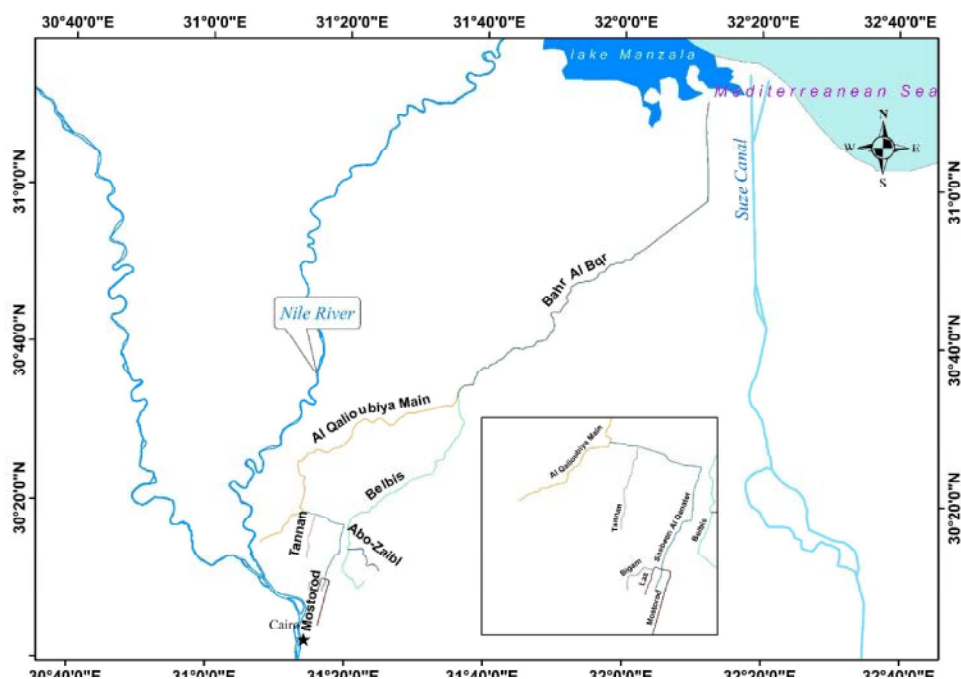 30°40'0"E 31°0'0"E 31°20'0"E 31°40'0"E 32°0'0"E 32°20'0"E 32°40'0"E
lake Manzala
Mediterreanean Sea
N
W E
S
31°0'0"N
31°0'0"N
Suze Canal
Bahr Al Bqr
Nile River
30°40'0"N
30°40'0"N
Al Qalioubiya Main
Belbis
30°20'0"N
30°20'0"N
Tannan
Abo-Zaibl
Mostorod
Cairo
Al Qalioubiya Main
Tannan
Shebeen Al Qanater
Belbis
Bigam
Laz
Mostorod
30°40'0"E 31°0'0"E 31°20'0"E 31°40'0"E 32°0'0"E 32°20'0"E 32°40'0"E